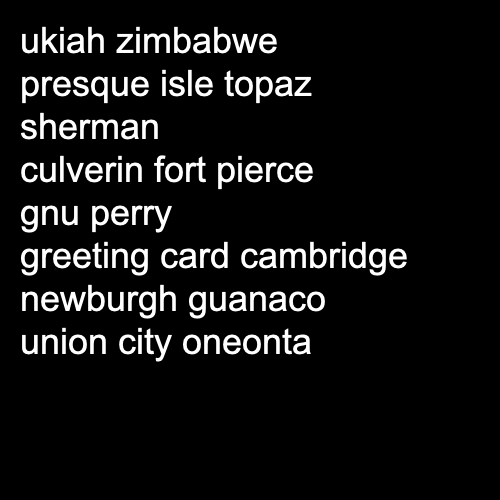 ukiah zimbabwe
presque isle topaz
sherman
culverin fort pierce
gnu perry
greeting card cambridge
newburgh guanaco
union city oneonta